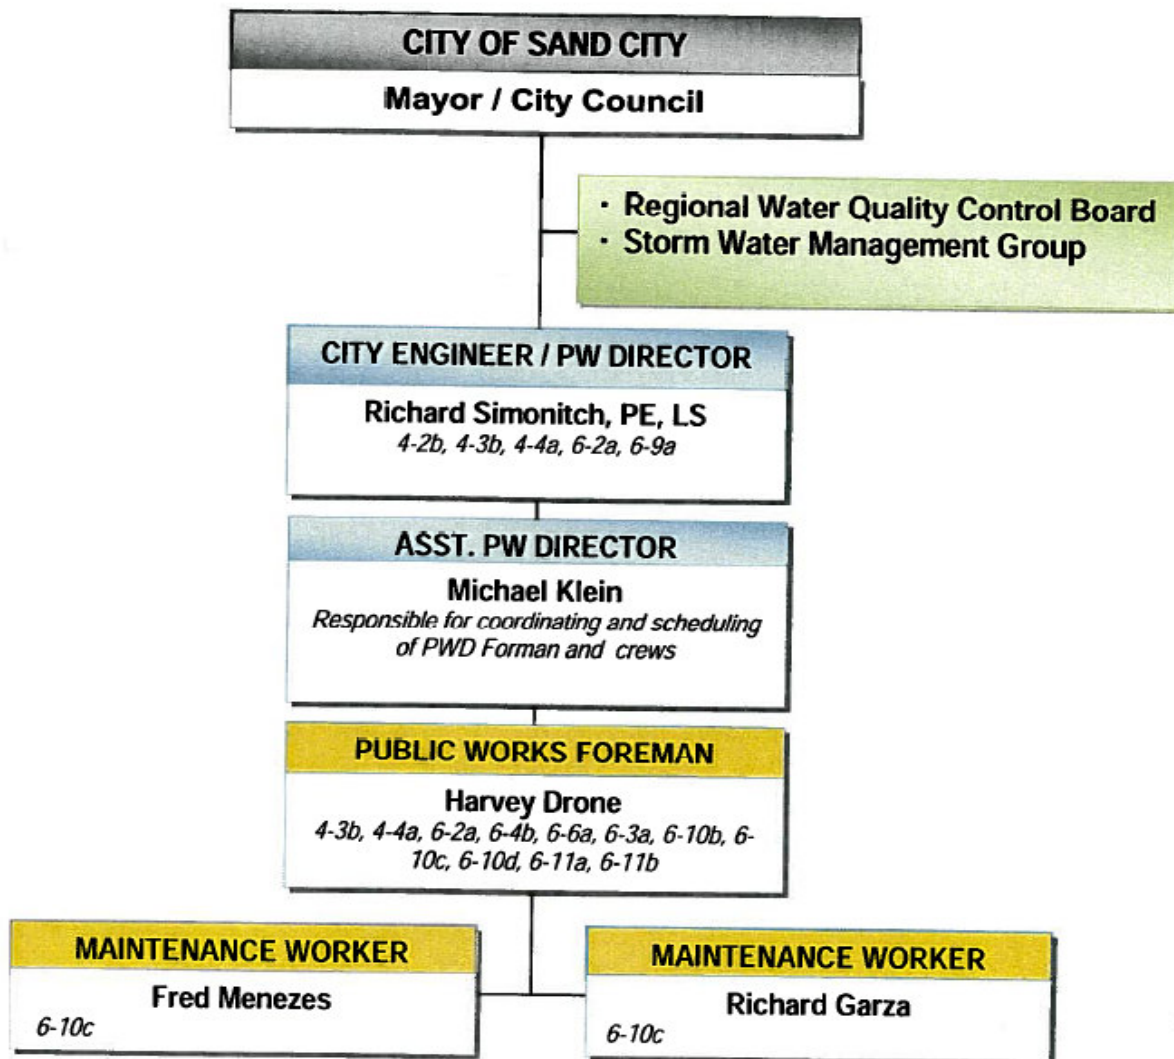 CITY OF SAND CITY
Mayor / City Council
· Regional Water Quality Control Board
· Storm Water Management Group
CITY ENGINEER / PW DIRECTOR
Richard Simonitch, PE, LS
4-2b, 4-3b, 4-4a, 6-2a, 6-9a
ASST. PW DIRECTOR
Michael Klein
Responsible for coordinating and scheduling
of PWD Forman and crews
PUBLIC WORKS FOREMAN
Harvey Drone
4-3b, 4-4a, 6-2a, 6-4b, 6-6a, 6-3a, 6-10b, 6-
10c, 6-10d, 6-11a, 6-11b
MAINTENANCE WORKER
Fred Menezes
6-10c
MAINTENANCE WORKER
Richard Garza
6-10c